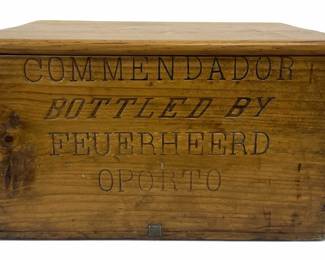 COMMENDADOR
BOTTLED BY
FEUERHEERD
OPORTO